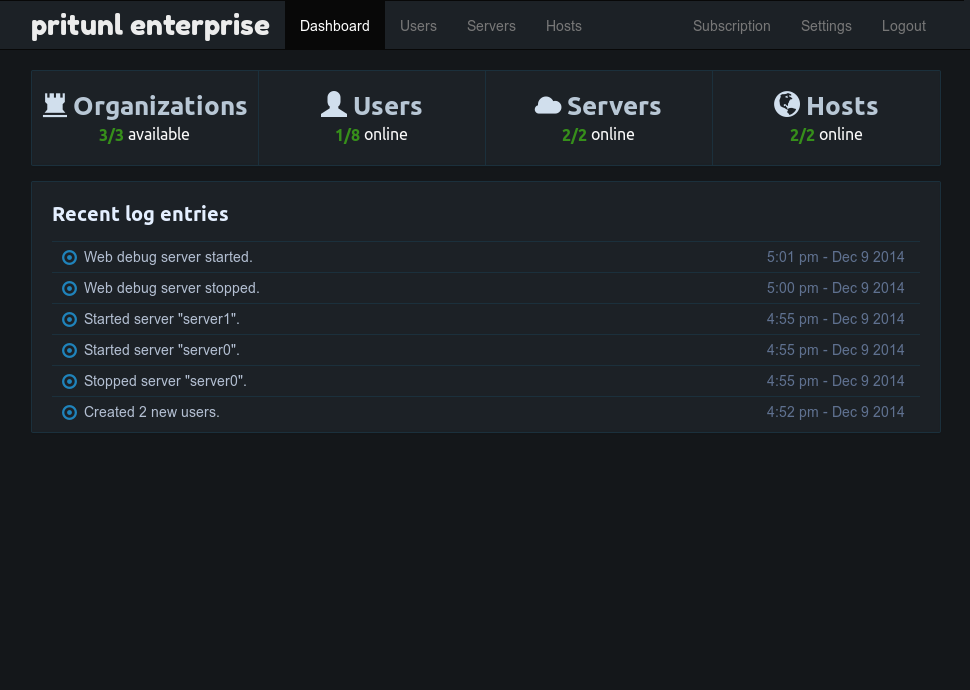 pritunl enterprise Dashboard Users Servers Hosts Subscription Settings Logout
Organizations Users Servers Hosts
3/3 available 1/8 online 2/2 online 2/2 online
Recent log entries
Web debug server started. 5:01 pm - Dec 9 2014
Web debug server stopped. 5:00 pm - Dec 9 2014
Started server "server1". 4:55 pm - Dec 9 2014
Started server "server0". 4:55 pm - Dec 9 2014
Stopped server "server0". 4:55 pm - Dec 9 2014
Created 2 new users. 4:52 pm - Dec 9 2014